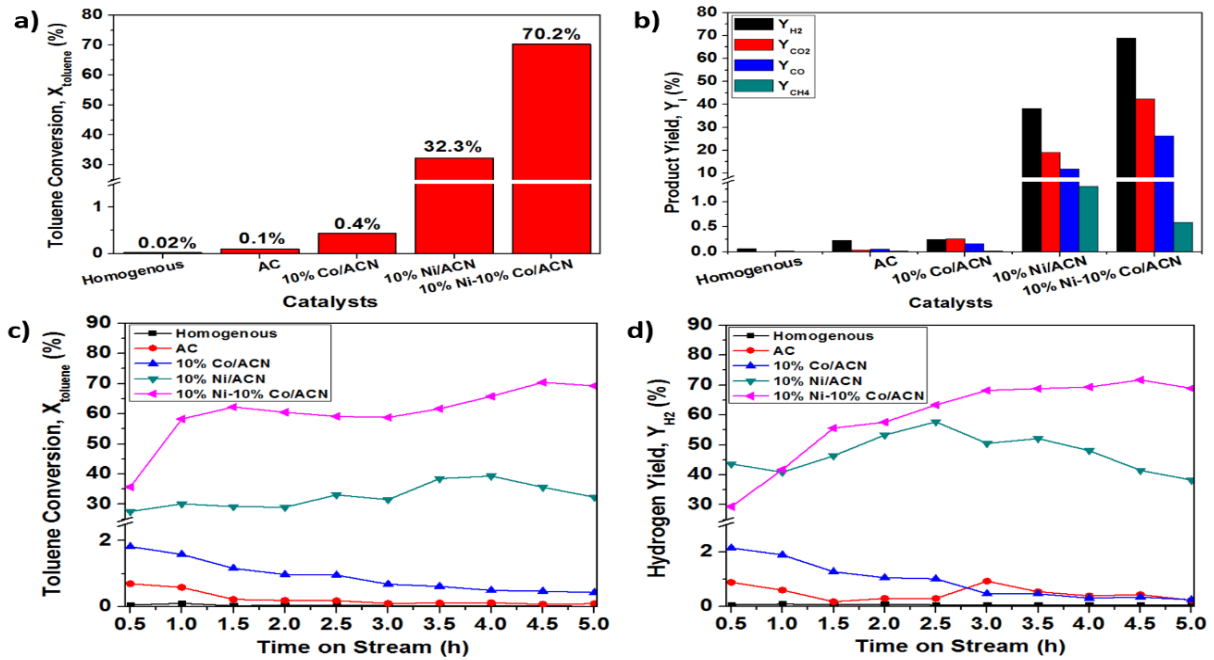 a)
Toluene Conversion, X_toluene (%)
80
70
60
50
40
30
1
0
0.02%
0.1%
0.4%
32.3%
70.2%
Homogenous
AC
10% Co/ACN
10% Ni/ACN
10% Ni-10% Co/ACN
Catalysts
b)
Product Yield, Y_i (%)
80
70
60
50
40
30
20
10
1.0
0.5
0.0
Y_H2
Y_CO2
Y_CO
Y_CH4
Homogenous
AC
10% Co/ACN
10% Ni/ACN
10% Ni-10% Co/ACN
Catalysts
c)
Toluene Conversion, X_toluene (%)
90
80
70
60
50
40
30
2
0
Homogenous
AC
10% Co/ACN
10% Ni/ACN
10% Ni-10% Co/ACN
0.5 1.0 1.5 2.0 2.5 3.0 3.5 4.0 4.5 5.0
Time on Stream (h)
d)
Hydrogen Yield, Y_H2 (%)
90
80
70
60
50
40
30
2
0
Homogenous
AC
10% Co/ACN
10% Ni/ACN
10% Ni-10% Co/ACN
0.5 1.0 1.5 2.0 2.5 3.0 3.5 4.0 4.5 5.0
Time on Stream (h)